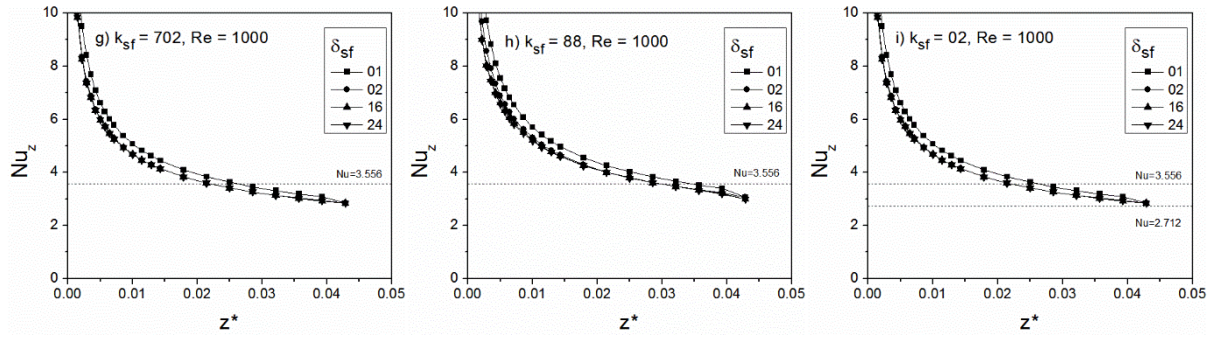 g) k_sf = 702, Re = 1000
δ_sf
01
02
16
24
Nu=3.556
Nu_z
10
8
6
4
2
0
0.00 0.01 0.02 0.03 0.04 0.05
z*
h) k_sf = 88, Re = 1000
δ_sf
01
02
16
24
Nu=3.556
Nu_z
10
8
6
4
2
0
0.00 0.01 0.02 0.03 0.04 0.05
z*
i) k_sf = 02, Re = 1000
δ_sf
01
02
16
24
Nu=3.556
Nu=2.712
Nu_z
10
8
6
4
2
0
0.00 0.01 0.02 0.03 0.04 0.05
z*